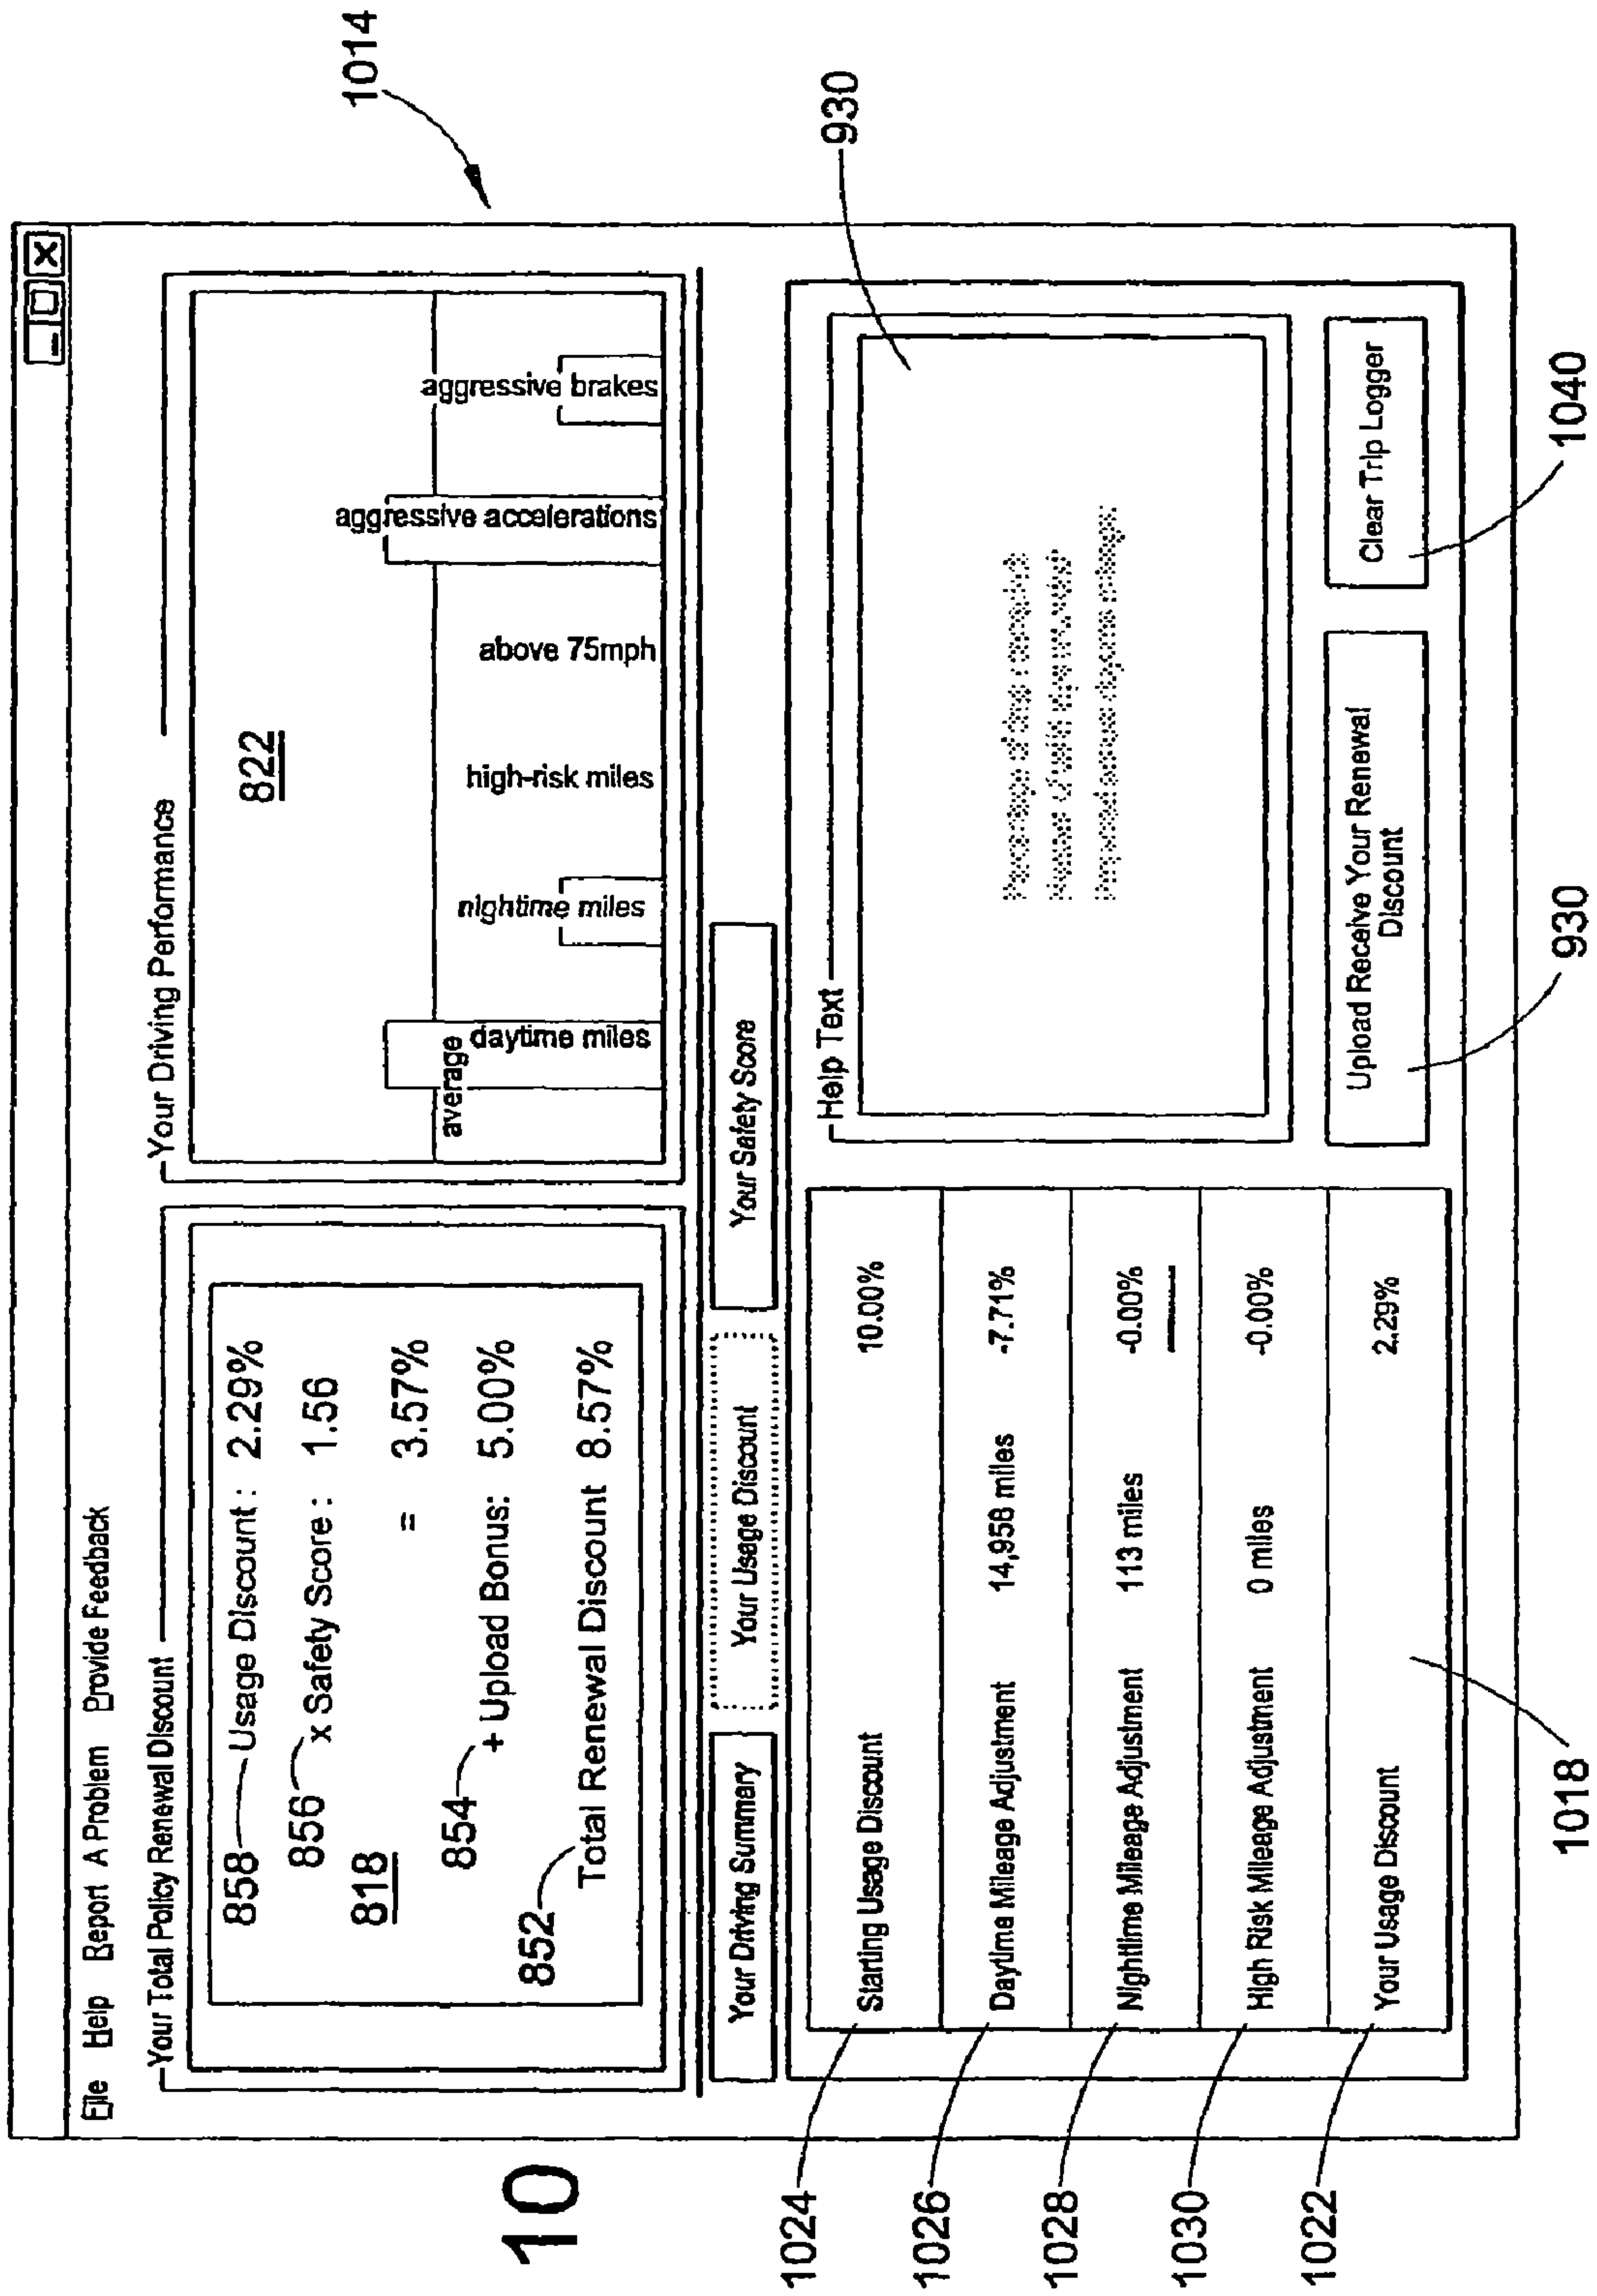 10
1014
File Help Report A Problem Provide Feedback
Your Total Policy Renewal Discount
858 Usage Discount : 2.29%
856 x Safety Score : 1.56
818 = 3.57%
854 + Upload Bonus: 5.00%
852 Total Renewal Discount 8.57%
Your Driving Performance
822
average
daytime miles
nightime miles
high-risk miles
above 75mph
aggressive accelerations
aggressive brakes
Your Driving Summary
Your Usage Discount
Your Safety Score
1024 Starting Usage Discount 10.00%
1026 Daytime Mileage Adjustment 14,958 miles -7.71%
1028 Nighttime Mileage Adjustment 113 miles -0.00%
1030 High Risk Mileage Adjustment 0 miles -0.00%
1022 Your Usage Discount 2.29%
1018
Help Text
930
Upload Receive Your Renewal
Discount
930
Clear Trip Logger
1040